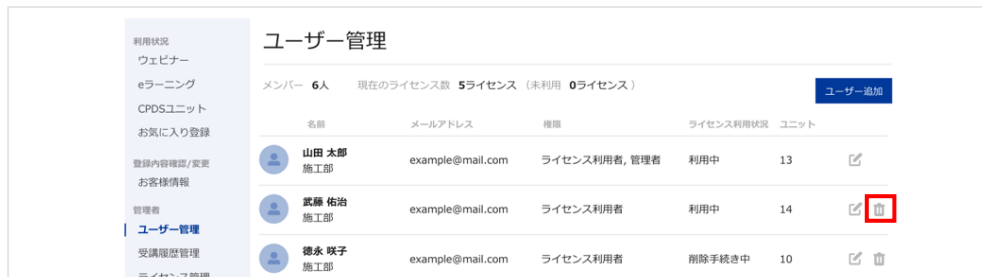 利用状況
ウェビナー
eラーニング
CPDSユニット
お気に入り登録
登録内容確認/変更
お客様情報
管理者
ユーザー管理
受講履歴管理
ライセンス管理
ユーザー管理
メンバー 6人 現在のライセンス数 5ライセンス （未利用 0ライセンス）
ユーザー追加
名前 メールアドレス 権限 ライセンス利用状況 ユニット
山田 太郎
施工部 example@mail.com ライセンス利用者, 管理者 利用中 13
武藤 佑治
施工部 example@mail.com ライセンス利用者 利用中 14
徳永 咲子
施工部 example@mail.com ライセンス利用者 削除手続き中 10